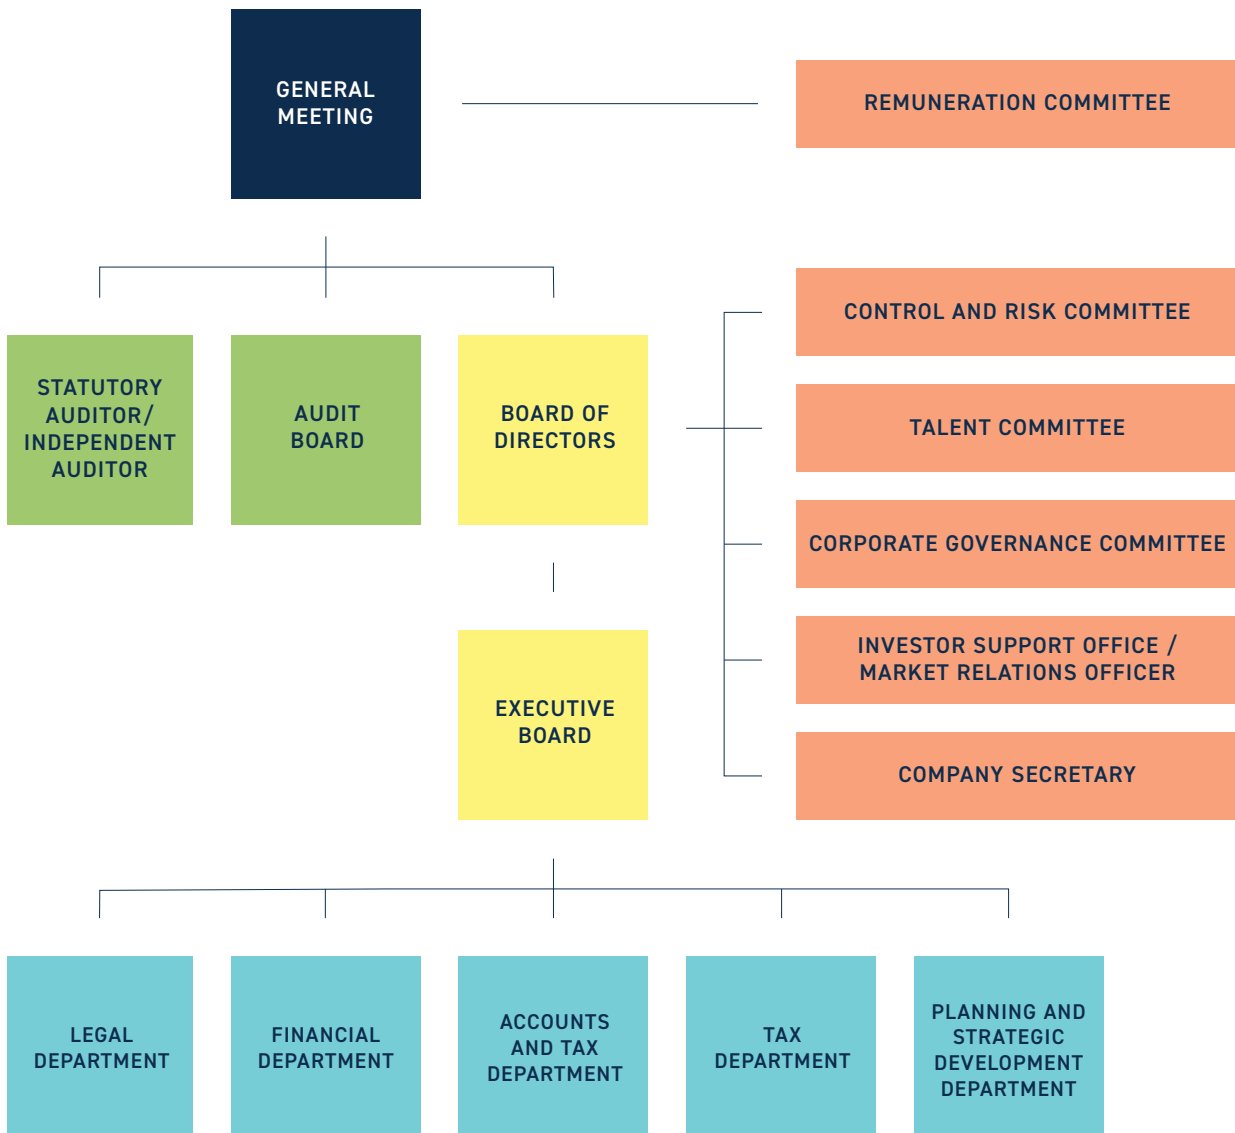 GENERAL
MEETING
REMUNERATION COMMITTEE
STATUTORY
AUDITOR/
INDEPENDENT
AUDITOR
AUDIT
BOARD
BOARD OF
DIRECTORS
CONTROL AND RISK COMMITTEE
TALENT COMMITTEE
CORPORATE GOVERNANCE COMMITTEE
INVESTOR SUPPORT OFFICE /
MARKET RELATIONS OFFICER
COMPANY SECRETARY
EXECUTIVE
BOARD
LEGAL
DEPARTMENT
FINANCIAL
DEPARTMENT
ACCOUNTS
AND TAX
DEPARTMENT
TAX
DEPARTMENT
PLANNING AND
STRATEGIC
DEVELOPMENT
DEPARTMENT